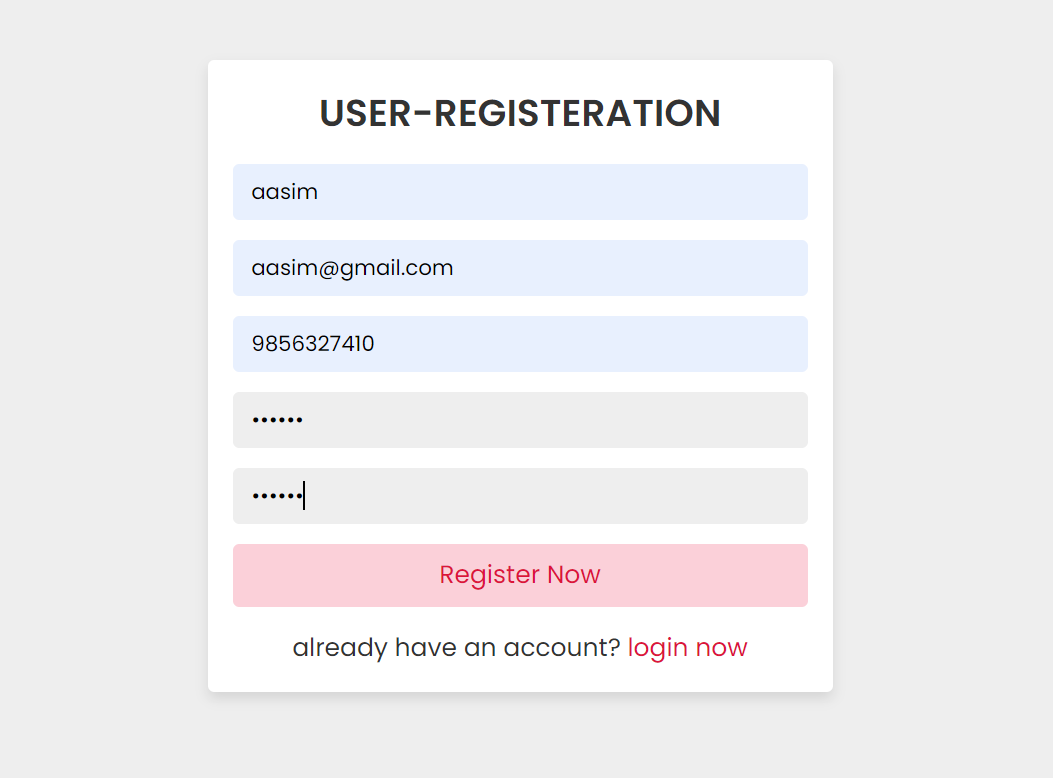 USER-REGISTERATION
aasim
aasim@gmail.com
9856327410
••••••
••••••
Register Now
already have an account? login now